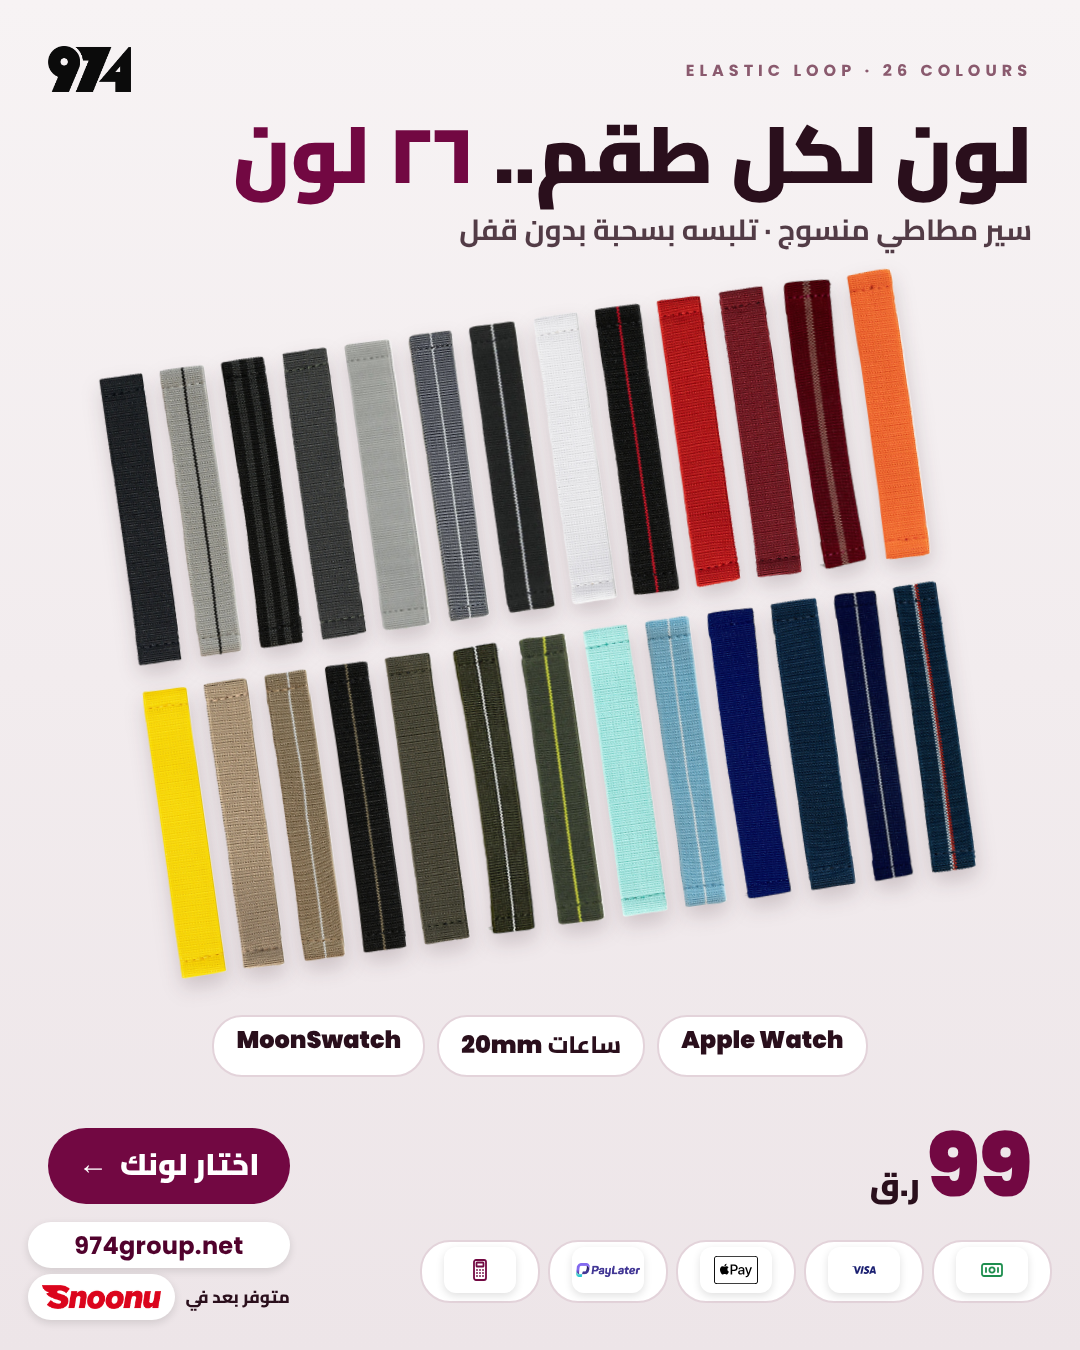 974
ELASTIC LOOP · 26 COLOURS
لون لكل طقم.. ٢٦ لون
سير مطاطي منسوج · تلبسه بسحبة بدون قفل
Apple Watch
ساعات 20mm
MoonSwatch
99 ر.ق
اختار لونك ←
974group.net
متوفر بعد في Snoonu
VISA
Pay
PayLater